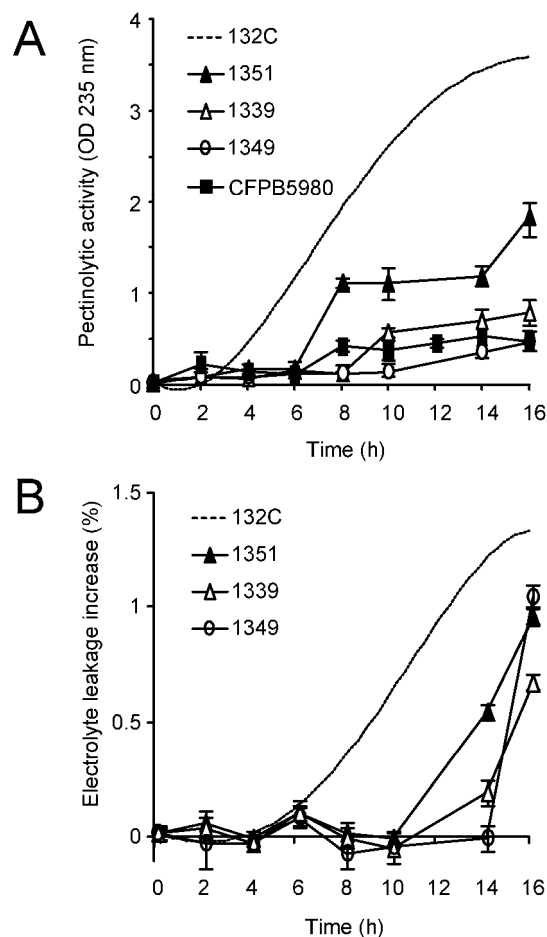 A
Pectinolytic activity (OD 235 nm)
4
3
2
1
0
132C
1351
1339
1349
CFPB5980
0 2 4 6 8 10 12 14 16
Time (h)
B
Electrolyte leakage increase (%)
1.5
1
0.5
0
132C
1351
1339
1349
0 2 4 6 8 10 12 14 16
Time (h)